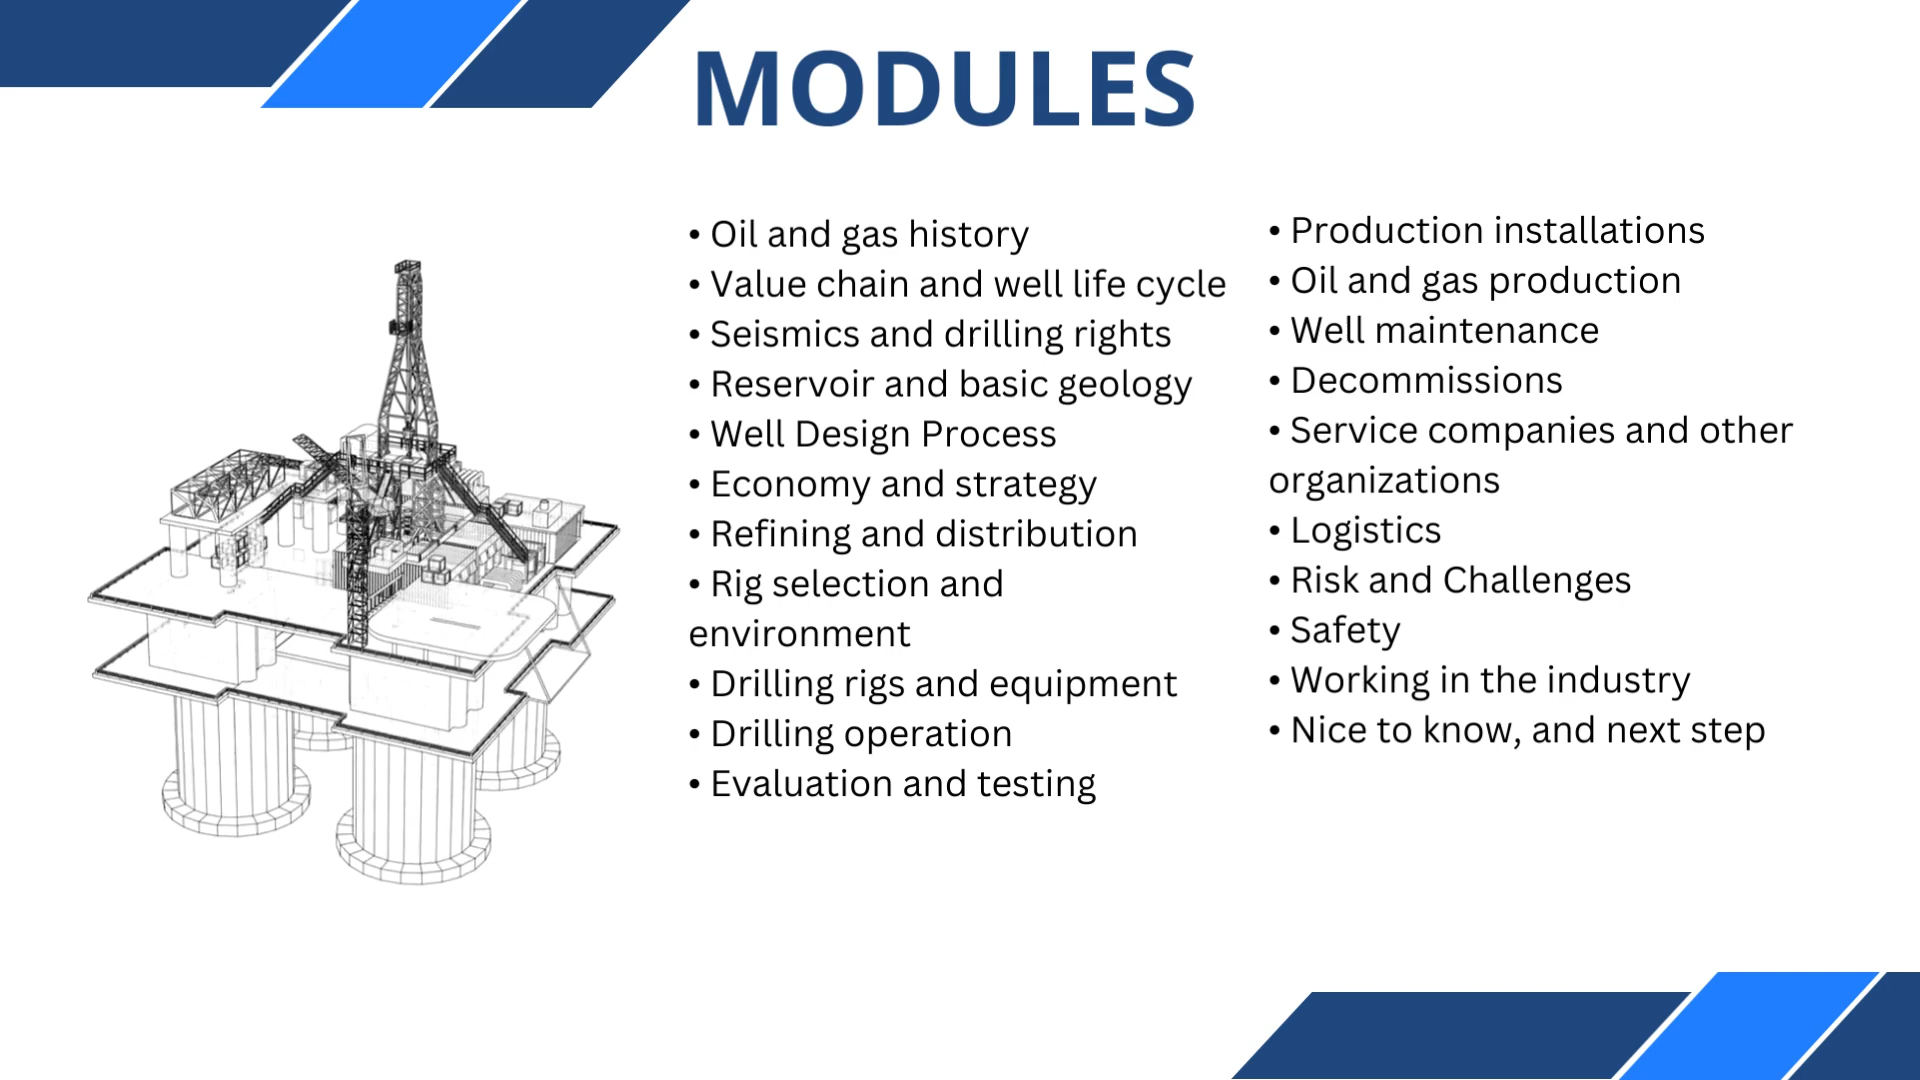 MODULES
• Oil and gas history
• Value chain and well life cycle
• Seismics and drilling rights
• Reservoir and basic geology
• Well Design Process
• Economy and strategy
• Refining and distribution
• Rig selection and
environment
• Drilling rigs and equipment
• Drilling operation
• Evaluation and testing
• Production installations
• Oil and gas production
• Well maintenance
• Decommissions
• Service companies and other
organizations
• Logistics
• Risk and Challenges
• Safety
• Working in the industry
• Nice to know, and next step